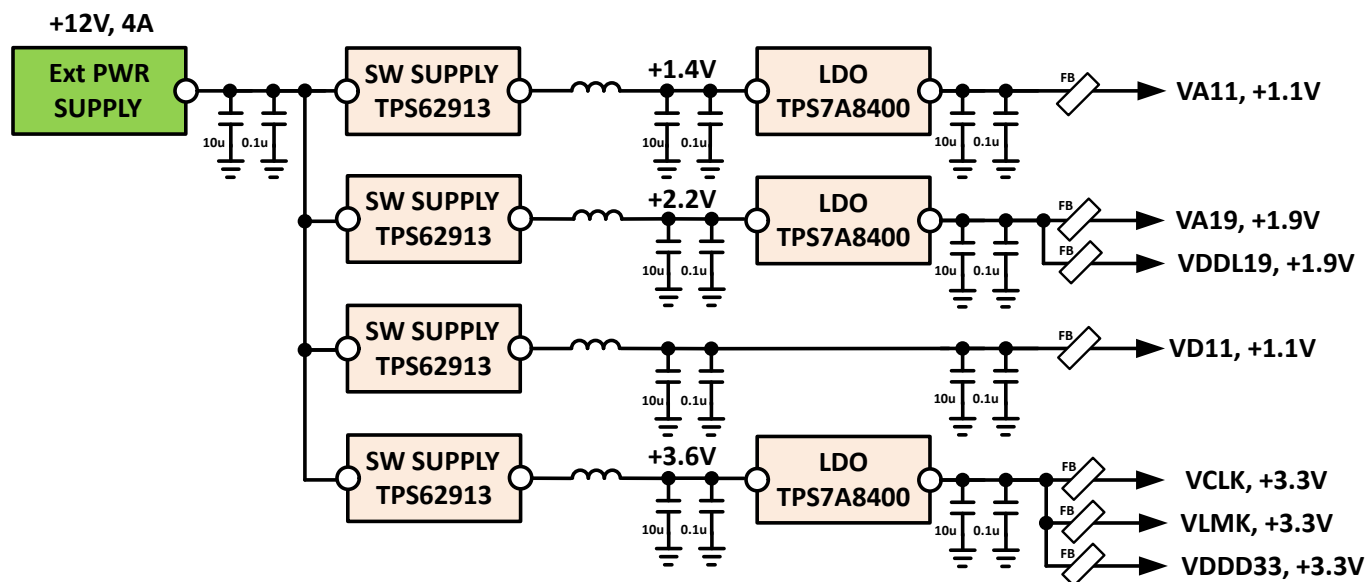 +12V, 4A
Ext PWR
SUPPLY
10u
0.1u
SW SUPPLY
TPS62913
+1.4V
10u
0.1u
LDO
TPS7A8400
10u
0.1u
FB
VA11, +1.1V
SW SUPPLY
TPS62913
+2.2V
10u
0.1u
LDO
TPS7A8400
10u
0.1u
FB
VA19, +1.9V
FB
VDDL19, +1.9V
SW SUPPLY
TPS62913
10u
0.1u
10u
0.1u
FB
VD11, +1.1V
SW SUPPLY
TPS62913
+3.6V
10u
0.1u
LDO
TPS7A8400
10u
0.1u
FB
VCLK, +3.3V
FB
VLMK, +3.3V
FB
VDDD33, +3.3V